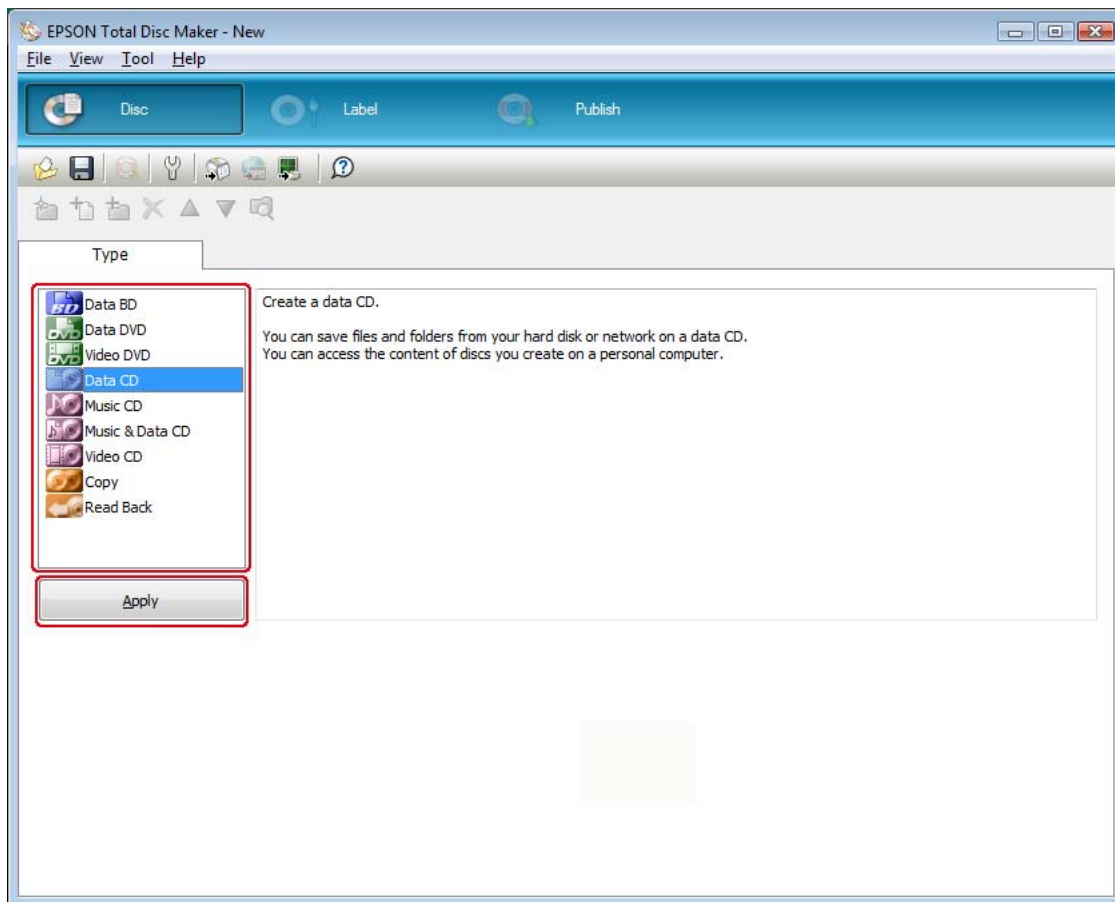 EPSON Total Disc Maker - New
File View Tool Help
Disc Label Publish
Type
BD Data BD
DVD Data DVD
DVD Video DVD
Data CD
Music CD
Music & Data CD
Video CD
Copy
Read Back
Apply
Create a data CD.
You can save files and folders from your hard disk or network on a data CD.
You can access the content of discs you create on a personal computer.